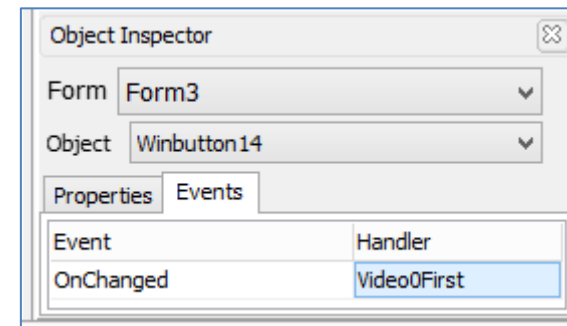 Object Inspector
Form Form3
Object Winbutton14
Properties Events
Event Handler
OnChanged Video0First